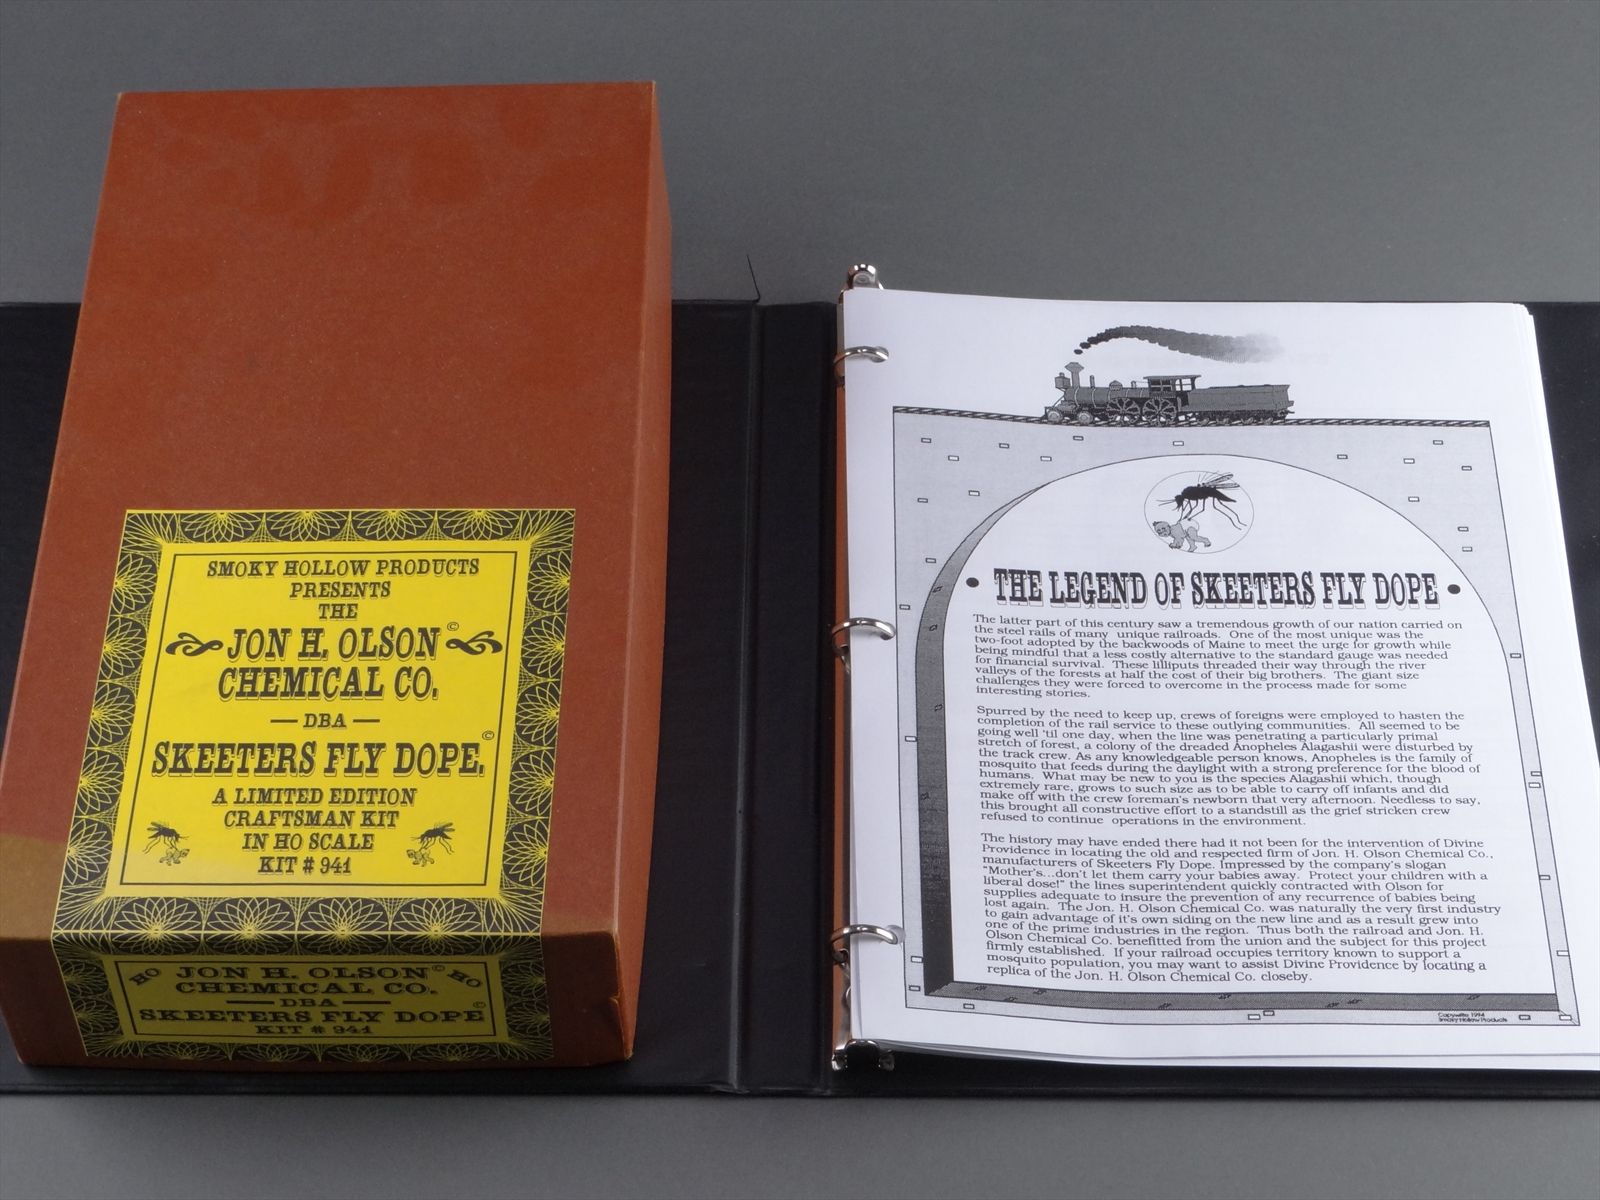 SMOKY HOLLOW PRODUCTS
PRESENTS
THE
JON H. OLSON©
CHEMICAL CO.
— DBA —
SKEETERS FLY DOPE.©
A LIMITED EDITION
CRAFTSMAN KIT
IN HO SCALE
KIT # 941
HO JON H. OLSON© HO
CHEMICAL CO.
— DBA —
SKEETERS FLY DOPE©
KIT # 941
• THE LEGEND OF SKEETERS FLY DOPE •
The latter part of this century saw a tremendous growth of our nation carried on
the steel rails of many unique railroads. One of the most unique was the
two-foot adopted by the backwoods of Maine to meet the urge for growth while
being mindful that a less costly alternative to the standard gauge was needed
for financial survival. These lilliputs threaded their way through the river
valleys of the forests at half the cost of their big brothers. The giant size
challenges they were forced to overcome in the process made for some
interesting stories.
Spurred by the need to keep up, crews of foreigns were employed to hasten the
completion of the rail service to these outlying communities. All seemed to be
going well 'til one day, when the line was penetrating a particularly primal
stretch of forest, a colony of the dreaded Anopheles Alagashii were disturbed by
the track crew. As any knowledgeable person knows, Anopheles is the family of
mosquito that feeds during the daylight with a strong preference for the blood of
humans. What may be new to you is the species Alagashii which, though
extremely rare, grows to such size as to be able to carry off infants and did
make off with the crew foreman's newborn that very afternoon. Needless to say,
this brought all constructive effort to a standstill as the grief stricken crew
refused to continue operations in the environment.
The history may have ended there had it not been for the intervention of Divine
Providence in locating the old and respected firm of Jon. H. Olson Chemical Co.,
manufacturers of Skeeters Fly Dope. Impressed by the company's slogan
"Mother's...don't let them carry your babies away. Protect your children with a
liberal dose!" the lines superintendent quickly contracted with Olson for
supplies adequate to insure the prevention of any recurrence of babies being
lost again. The Jon. H. Olson Chemical Co. was naturally the very first industry
to gain advantage of it's own siding on the new line and as a result grew into
one of the prime industries in the region. Thus both the railroad and Jon. H.
Olson Chemical Co. benefitted from the union and the subject for this project
firmly established. If your railroad occupies territory known to support a
mosquito population, you may want to assist Divine Providence by locating a
replica of the Jon. H. Olson Chemical Co. closeby.
Copywrite 1994
Smoky Hollow Products